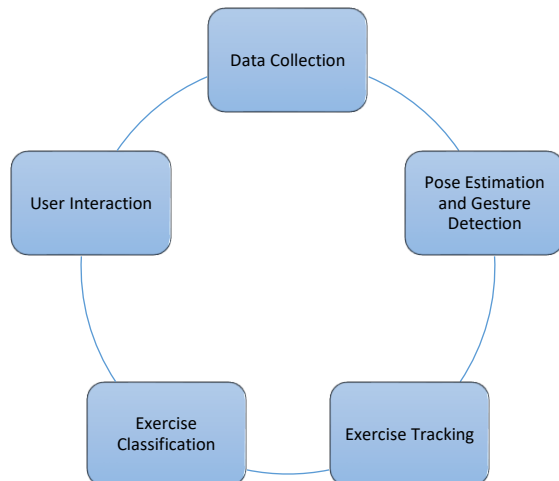 Data Collection
Pose Estimation
and Gesture
Detection
Exercise Tracking
Exercise
Classification
User Interaction